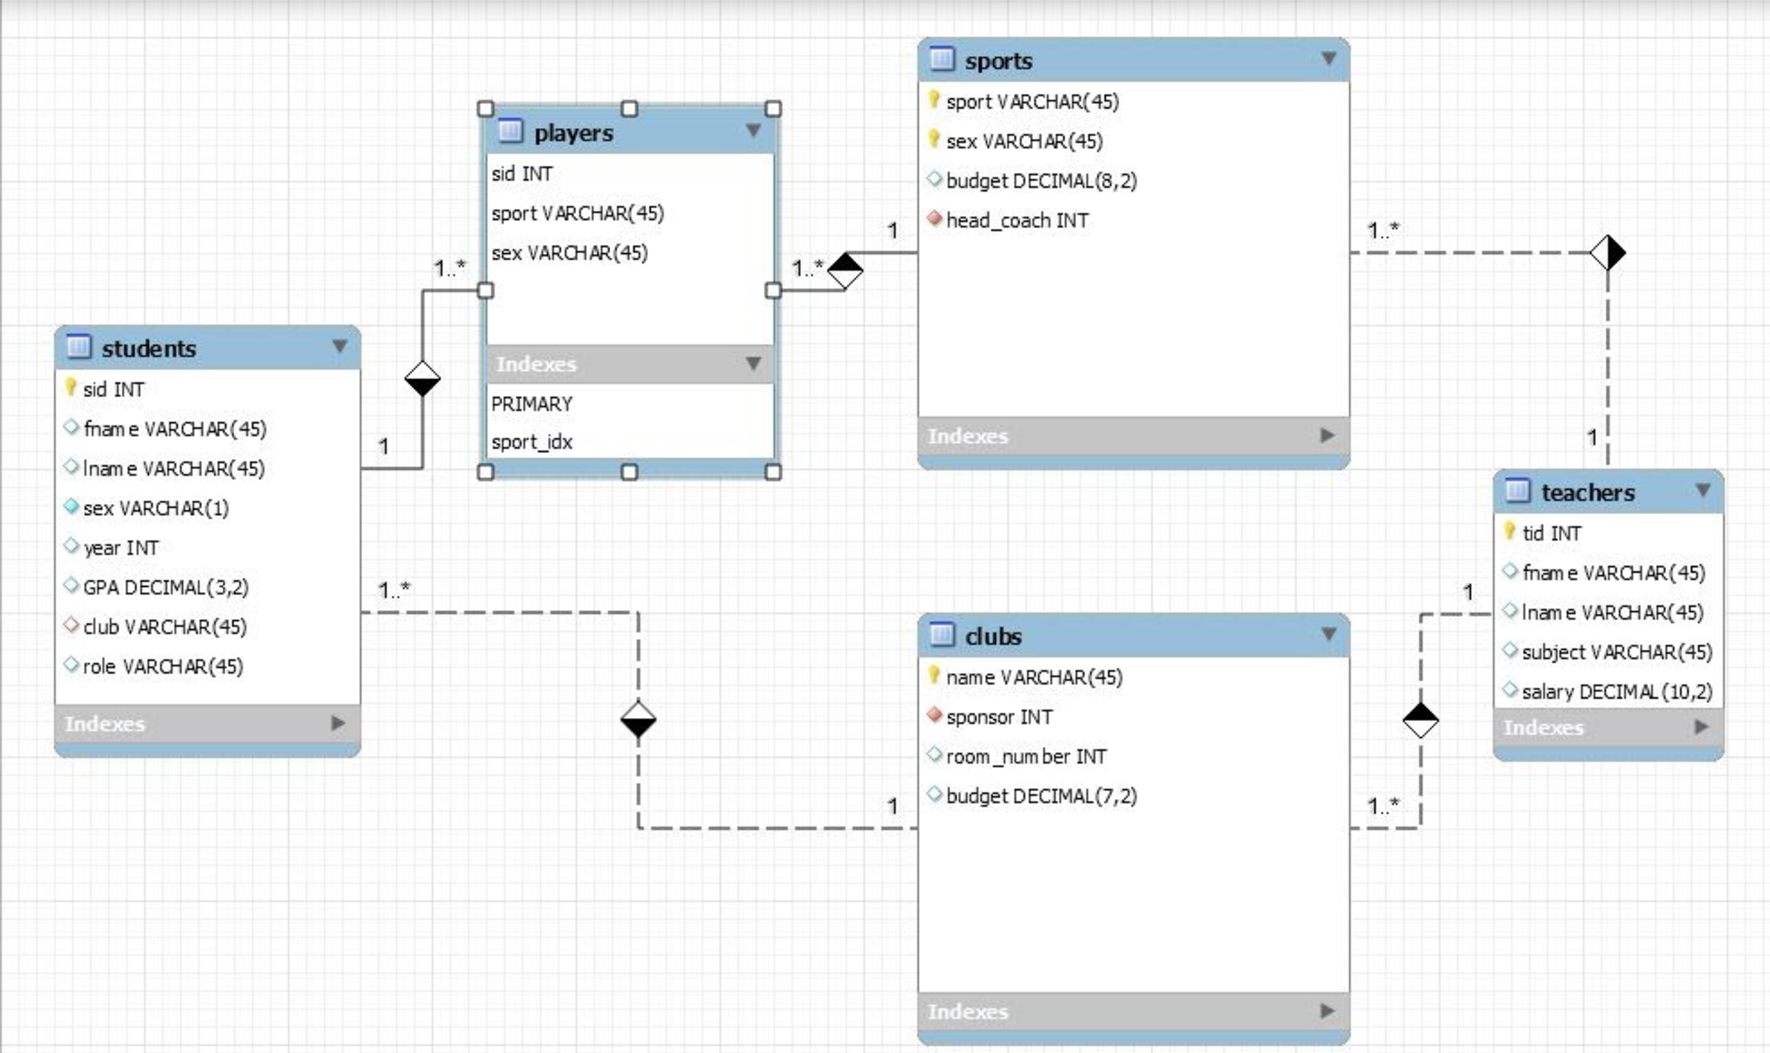 players
sid INT
sport VARCHAR(45)
sex VARCHAR(45)
Indexes
PRIMARY
sport_idx
sports
sport VARCHAR(45)
sex VARCHAR(45)
budget DECIMAL(8,2)
head_coach INT
Indexes
students
sid INT
fname VARCHAR(45)
lname VARCHAR(45)
sex VARCHAR(1)
year INT
GPA DECIMAL(3,2)
club VARCHAR(45)
role VARCHAR(45)
Indexes
clubs
name VARCHAR(45)
sponsor INT
room_number INT
budget DECIMAL(7,2)
Indexes
teachers
tid INT
fname VARCHAR(45)
lname VARCHAR(45)
subject VARCHAR(45)
salary DECIMAL(10,2)
Indexes
1..*
1
1..*
1
1..*
1
1..*
1
1
1..*